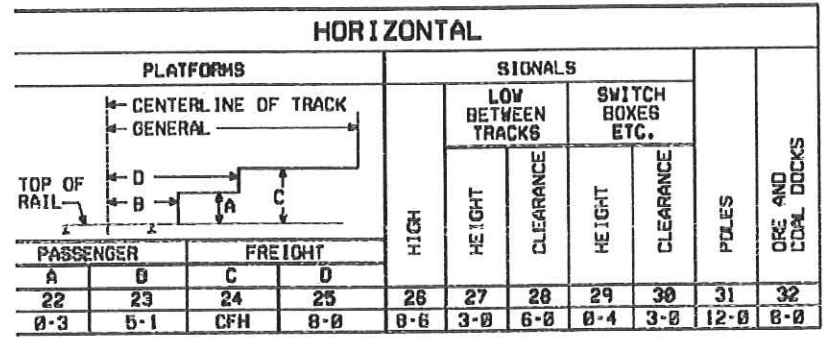 HORIZONTAL
PLATFORMS
SIGNALS
CENTERLINE OF TRACK
GENERAL
D
B
A
C
TOP OF
RAIL
HIGH
LOW
BETWEEN
TRACKS
HEIGHT
CLEARANCE
SWITCH
BOXES
ETC.
HEIGHT
CLEARANCE
POLES
ORE AND
COAL DOCKS
PASSENGER FREIGHT
A B C D
22 23 24 25 26 27 28 29 30 31 32
0-3 5-1 CFH 8-0 8-6 3-0 6-0 0-4 3-0 12-0 8-0